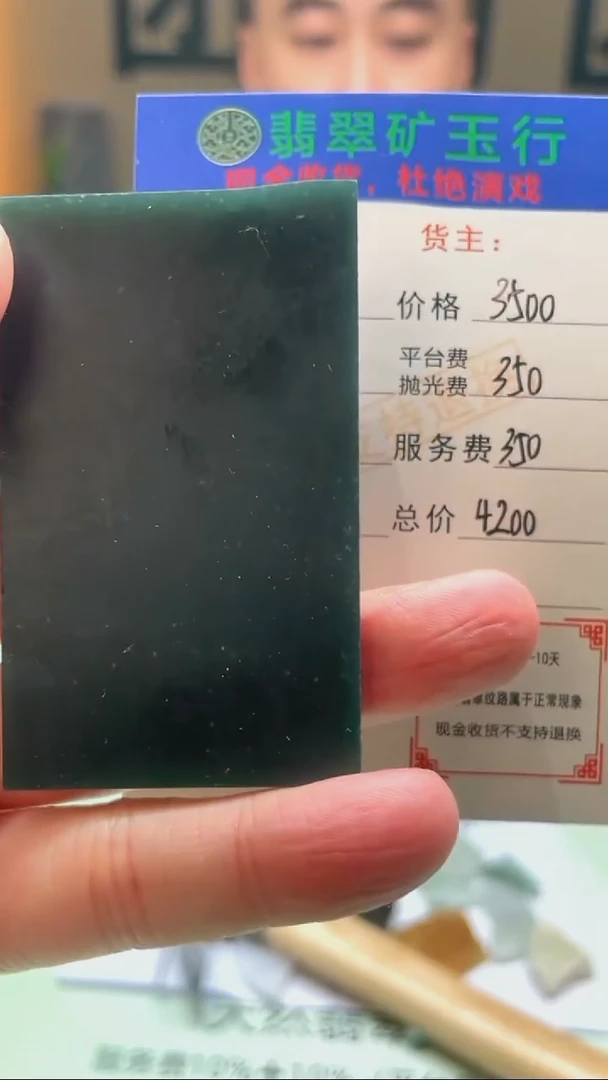 翡翠矿玉行
现金收货，杜绝演戏
货主：
价格 3500
平台费
抛光费 350
服务费 350
总价 4200
-10天
纹路属于正常现象
现金收货不支持退换